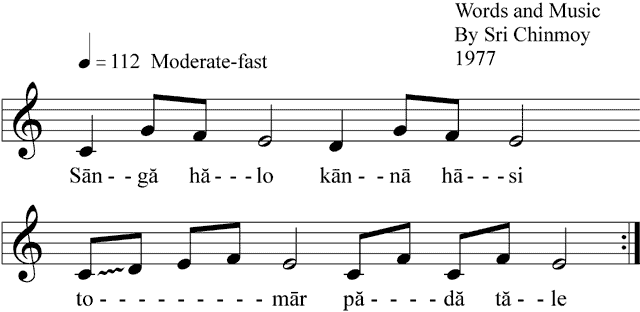 Words and Music
By Sri Chinmoy
1977
= 112 Moderate-fast
Sān - - gă hă - - - lo kān - - nā hā - - - si
to - - - - - - - - - măr pă - - - - dă tă - - le